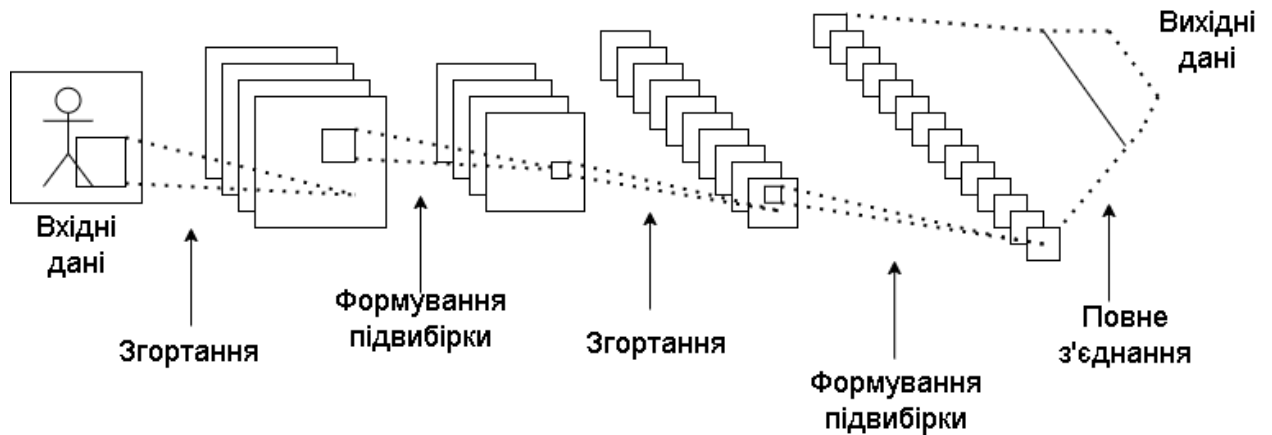 Вхідні
дані
Згортання
Формування
підвибірки
Згортання
Формування
підвибірки
Повне
з'єднання
Вихідні
дані